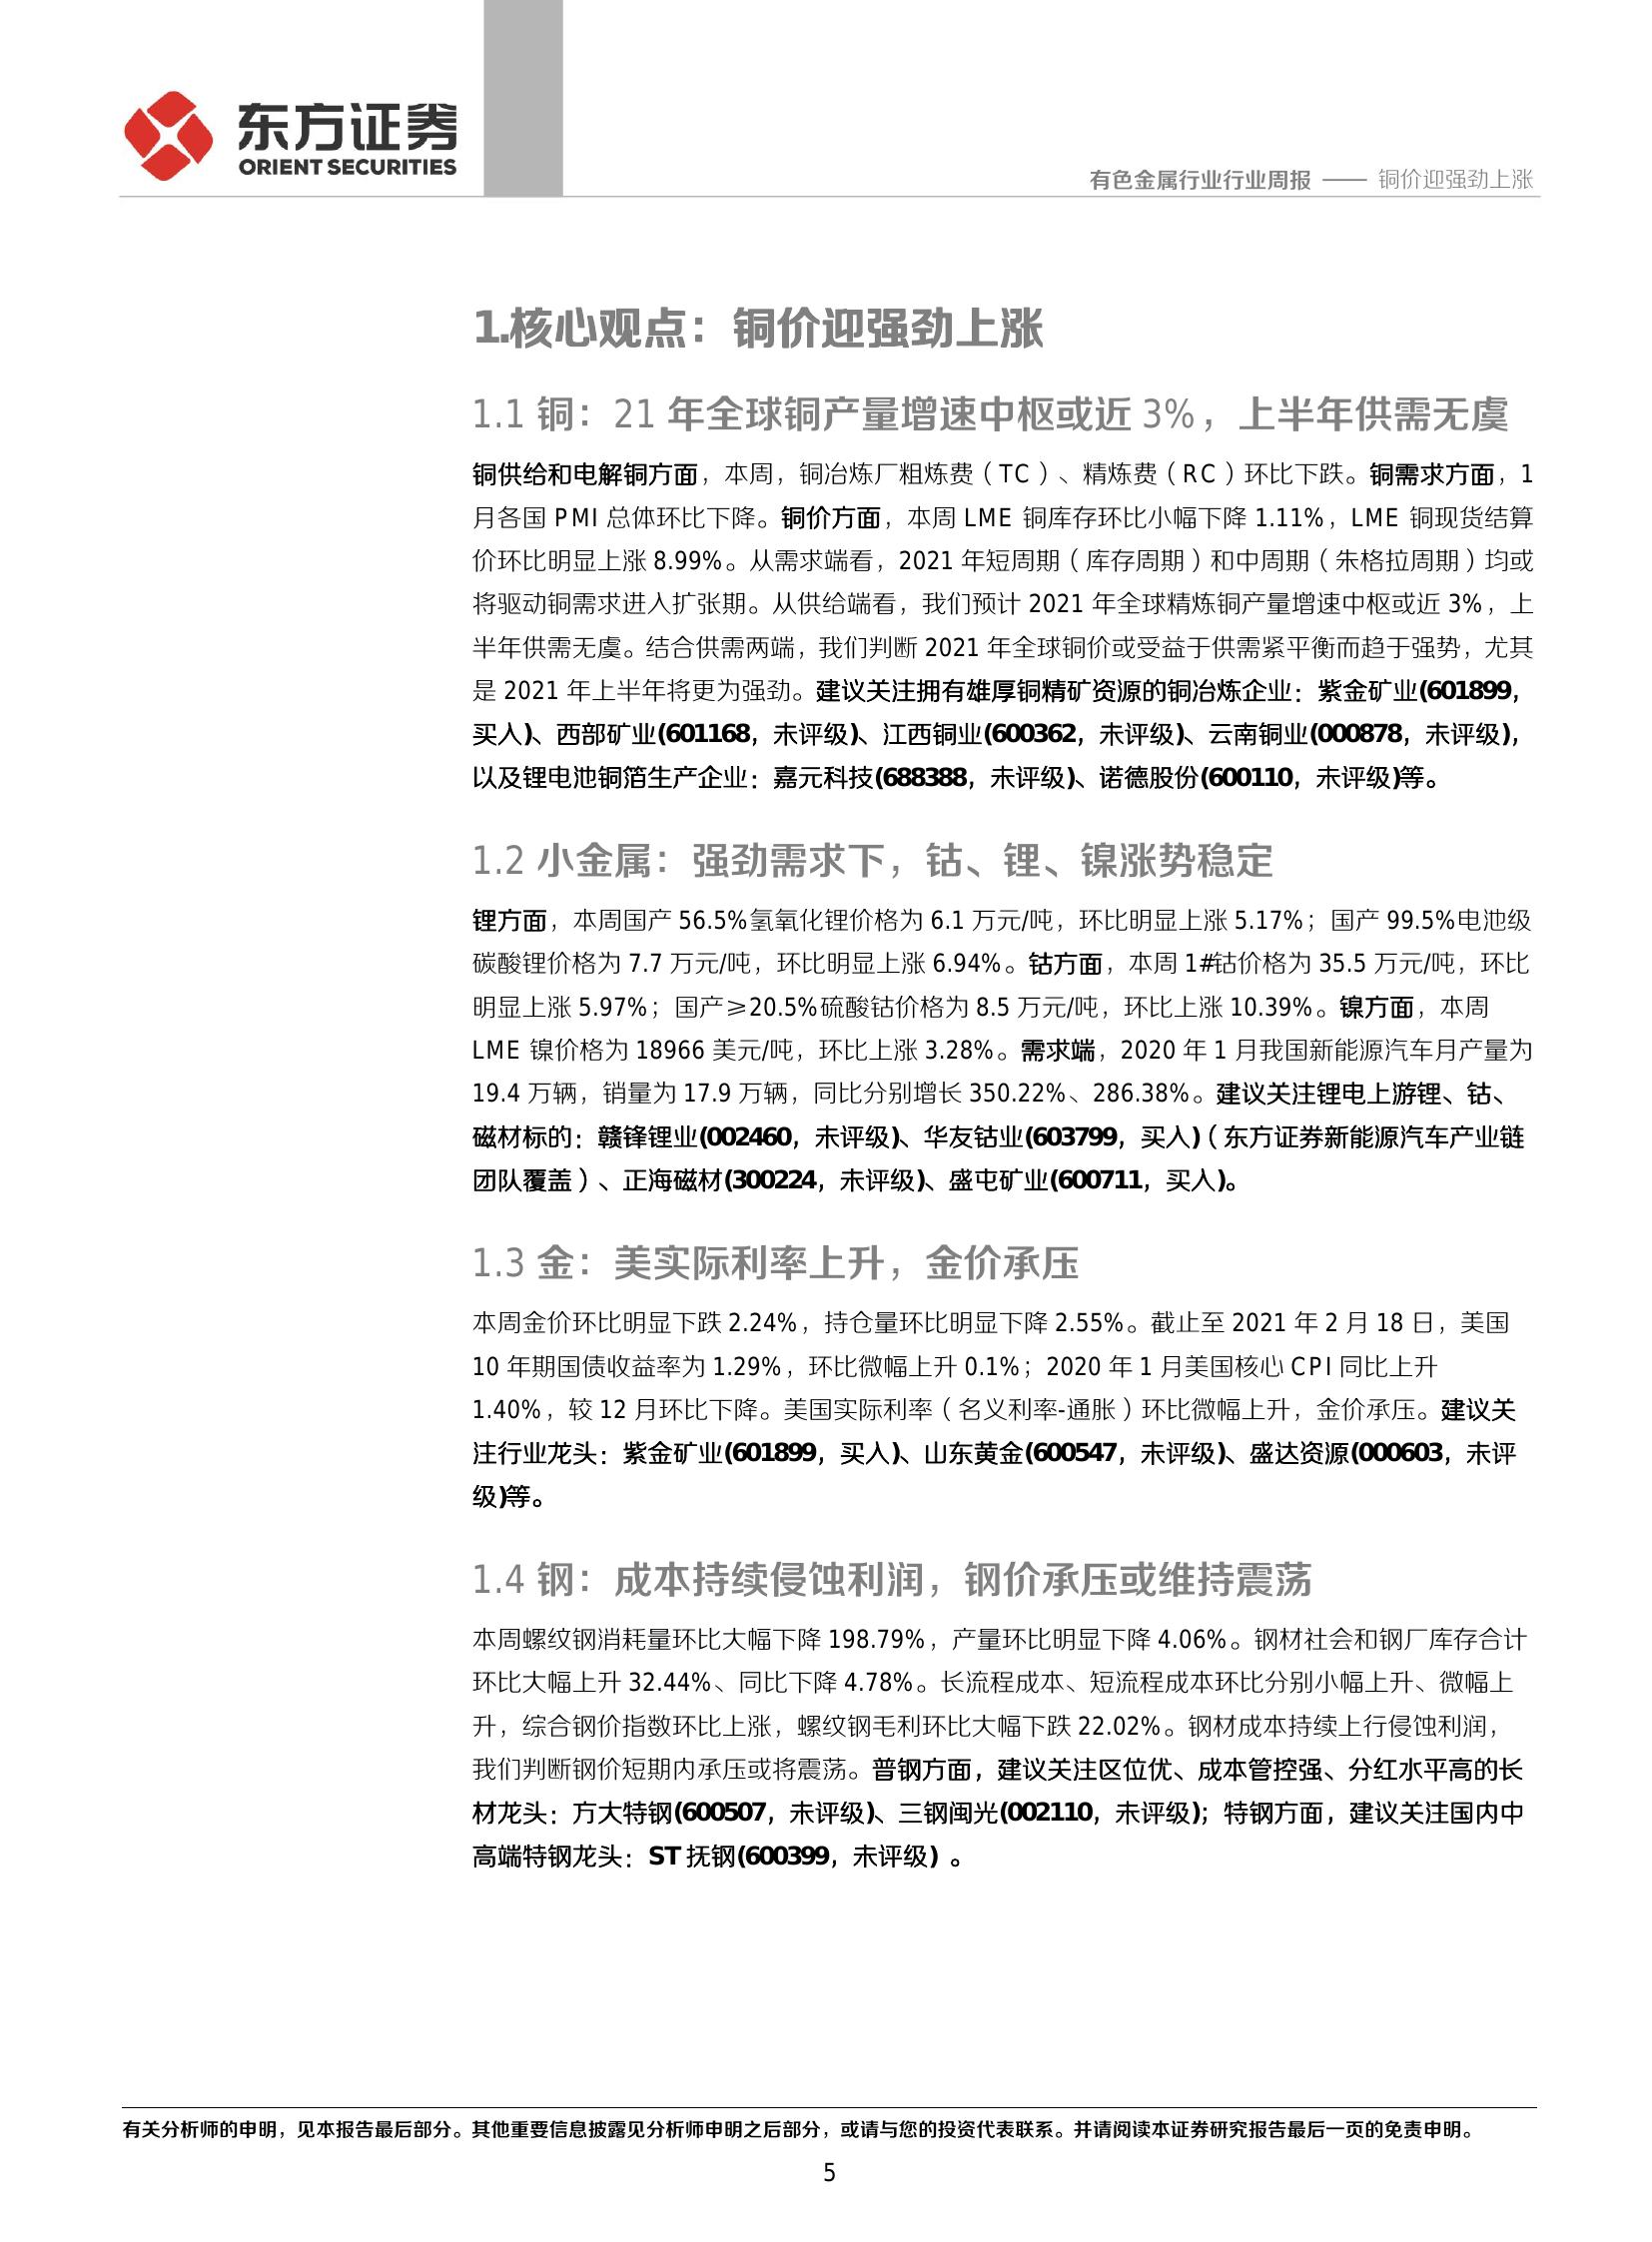 东方证券
ORIENT SECURITIES
有色金属行业行业周报 —— 铜价迎强劲上涨
1.核心观点：铜价迎强劲上涨
1.1 铜：21 年全球铜产量增速中枢或近 3%，上半年供需无虞
铜供给和电解铜方面，本周，铜冶炼厂粗炼费（TC）、精炼费（RC）环比下跌。铜需求方面，1
月各国 PMI 总体环比下降。铜价方面，本周 LME 铜库存环比小幅下降 1.11%，LME 铜现货结算
价环比明显上涨 8.99%。从需求端看，2021 年短周期（库存周期）和中周期（朱格拉周期）均或
将驱动铜需求进入扩张期。从供给端看，我们预计 2021 年全球精炼铜产量增速中枢或近 3%，上
半年供需无虞。结合供需两端，我们判断 2021 年全球铜价或受益于供需紧平衡而趋于强势，尤其
是 2021 年上半年将更为强劲。建议关注拥有雄厚铜精矿资源的铜冶炼企业：紫金矿业(601899，
买入)、西部矿业(601168，未评级)、江西铜业(600362，未评级)、云南铜业(000878，未评级)，
以及锂电池铜箔生产企业：嘉元科技(688388，未评级)、诺德股份(600110，未评级)等。
1.2 小金属：强劲需求下，钴、锂、镍涨势稳定
锂方面，本周国产 56.5%氢氧化锂价格为 6.1 万元/吨，环比明显上涨 5.17%；国产 99.5%电池级
碳酸锂价格为 7.7 万元/吨，环比明显上涨 6.94%。钴方面，本周 1#钴价格为 35.5 万元/吨，环比
明显上涨 5.97%；国产≥20.5%硫酸钴价格为 8.5 万元/吨，环比上涨 10.39%。镍方面，本周
LME 镍价格为 18966 美元/吨，环比上涨 3.28%。需求端，2020 年 1 月我国新能源汽车月产量为
19.4 万辆，销量为 17.9 万辆，同比分别增长 350.22%、286.38%。建议关注锂电上游锂、钴、
磁材标的：赣锋锂业(002460，未评级)、华友钴业(603799，买入)（东方证券新能源汽车产业链
团队覆盖）、正海磁材(300224，未评级)、盛屯矿业(600711，买入)。
1.3 金：美实际利率上升，金价承压
本周金价环比明显下跌 2.24%，持仓量环比明显下降 2.55%。截止至 2021 年 2 月 18 日，美国
10 年期国债收益率为 1.29%，环比微幅上升 0.1%；2020 年 1 月美国核心 CPI 同比上升
1.40%，较 12 月环比下降。美国实际利率（名义利率-通胀）环比微幅上升，金价承压。建议关
注行业龙头：紫金矿业(601899，买入)、山东黄金(600547，未评级)、盛达资源(000603，未评
级)等。
1.4 钢：成本持续侵蚀利润，钢价承压或维持震荡
本周螺纹钢消耗量环比大幅下降 198.79%，产量环比明显下降 4.06%。钢材社会和钢厂库存合计
环比大幅上升 32.44%、同比下降 4.78%。长流程成本、短流程成本环比分别小幅上升、微幅上
升，综合钢价指数环比上涨，螺纹钢毛利环比大幅下跌 22.02%。钢材成本持续上行侵蚀利润，
我们判断钢价短期内承压或将震荡。普钢方面，建议关注区位优、成本管控强、分红水平高的长
材龙头：方大特钢(600507，未评级)、三钢闽光(002110，未评级)；特钢方面，建议关注国内中
高端特钢龙头：ST 抚钢(600399，未评级) 。
有关分析师的申明，见本报告最后部分。其他重要信息披露见分析师申明之后部分，或请与您的投资代表联系。并请阅读本证券研究报告最后一页的免责申明。
5